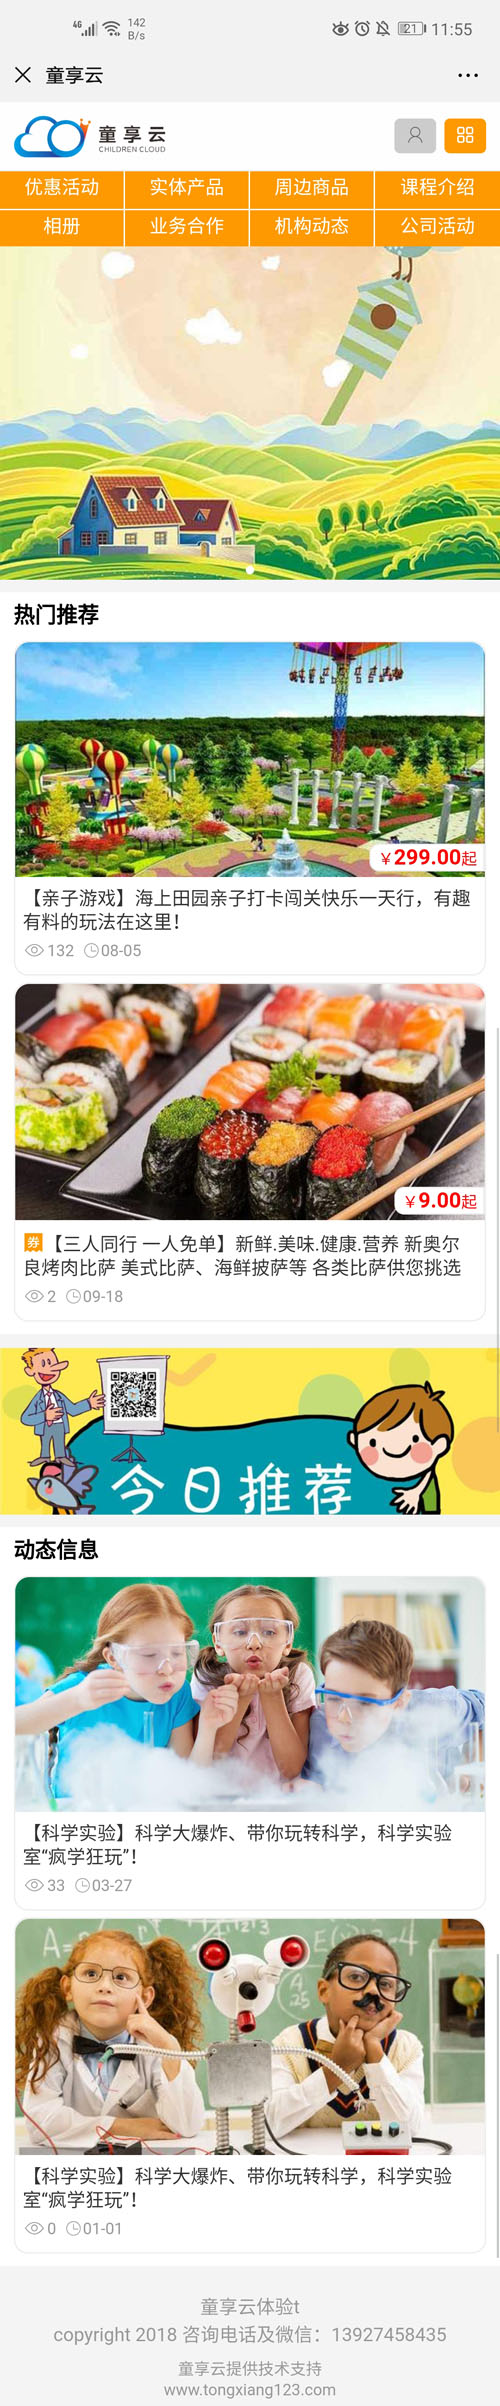 4G 142 B/s 21 11:55
童享云
童享云
CHILDREN CLOUD
优惠活动 实体产品 周边商品 课程介绍
相册 业务合作 机构动态 公司活动
热门推荐
￥299.00起
【亲子游戏】海上田园亲子打卡闯关快乐一天行，有趣
有料的玩法在这里！
132 08-05
￥9.00起
券【三人同行 一人免单】新鲜.美味.健康.营养 新奥尔
良烤肉比萨 美式比萨、海鲜披萨等 各类比萨供您挑选
2 09-18
今日推荐
动态信息
【科学实验】科学大爆炸、带你玩转科学，科学实验
室“疯学狂玩”！
33 03-27
【科学实验】科学大爆炸、带你玩转科学，科学实验
室“疯学狂玩”！
0 01-01
童享云体验t
copyright 2018 咨询电话及微信：13927458435
童享云提供技术支持
www.tongxiang123.com